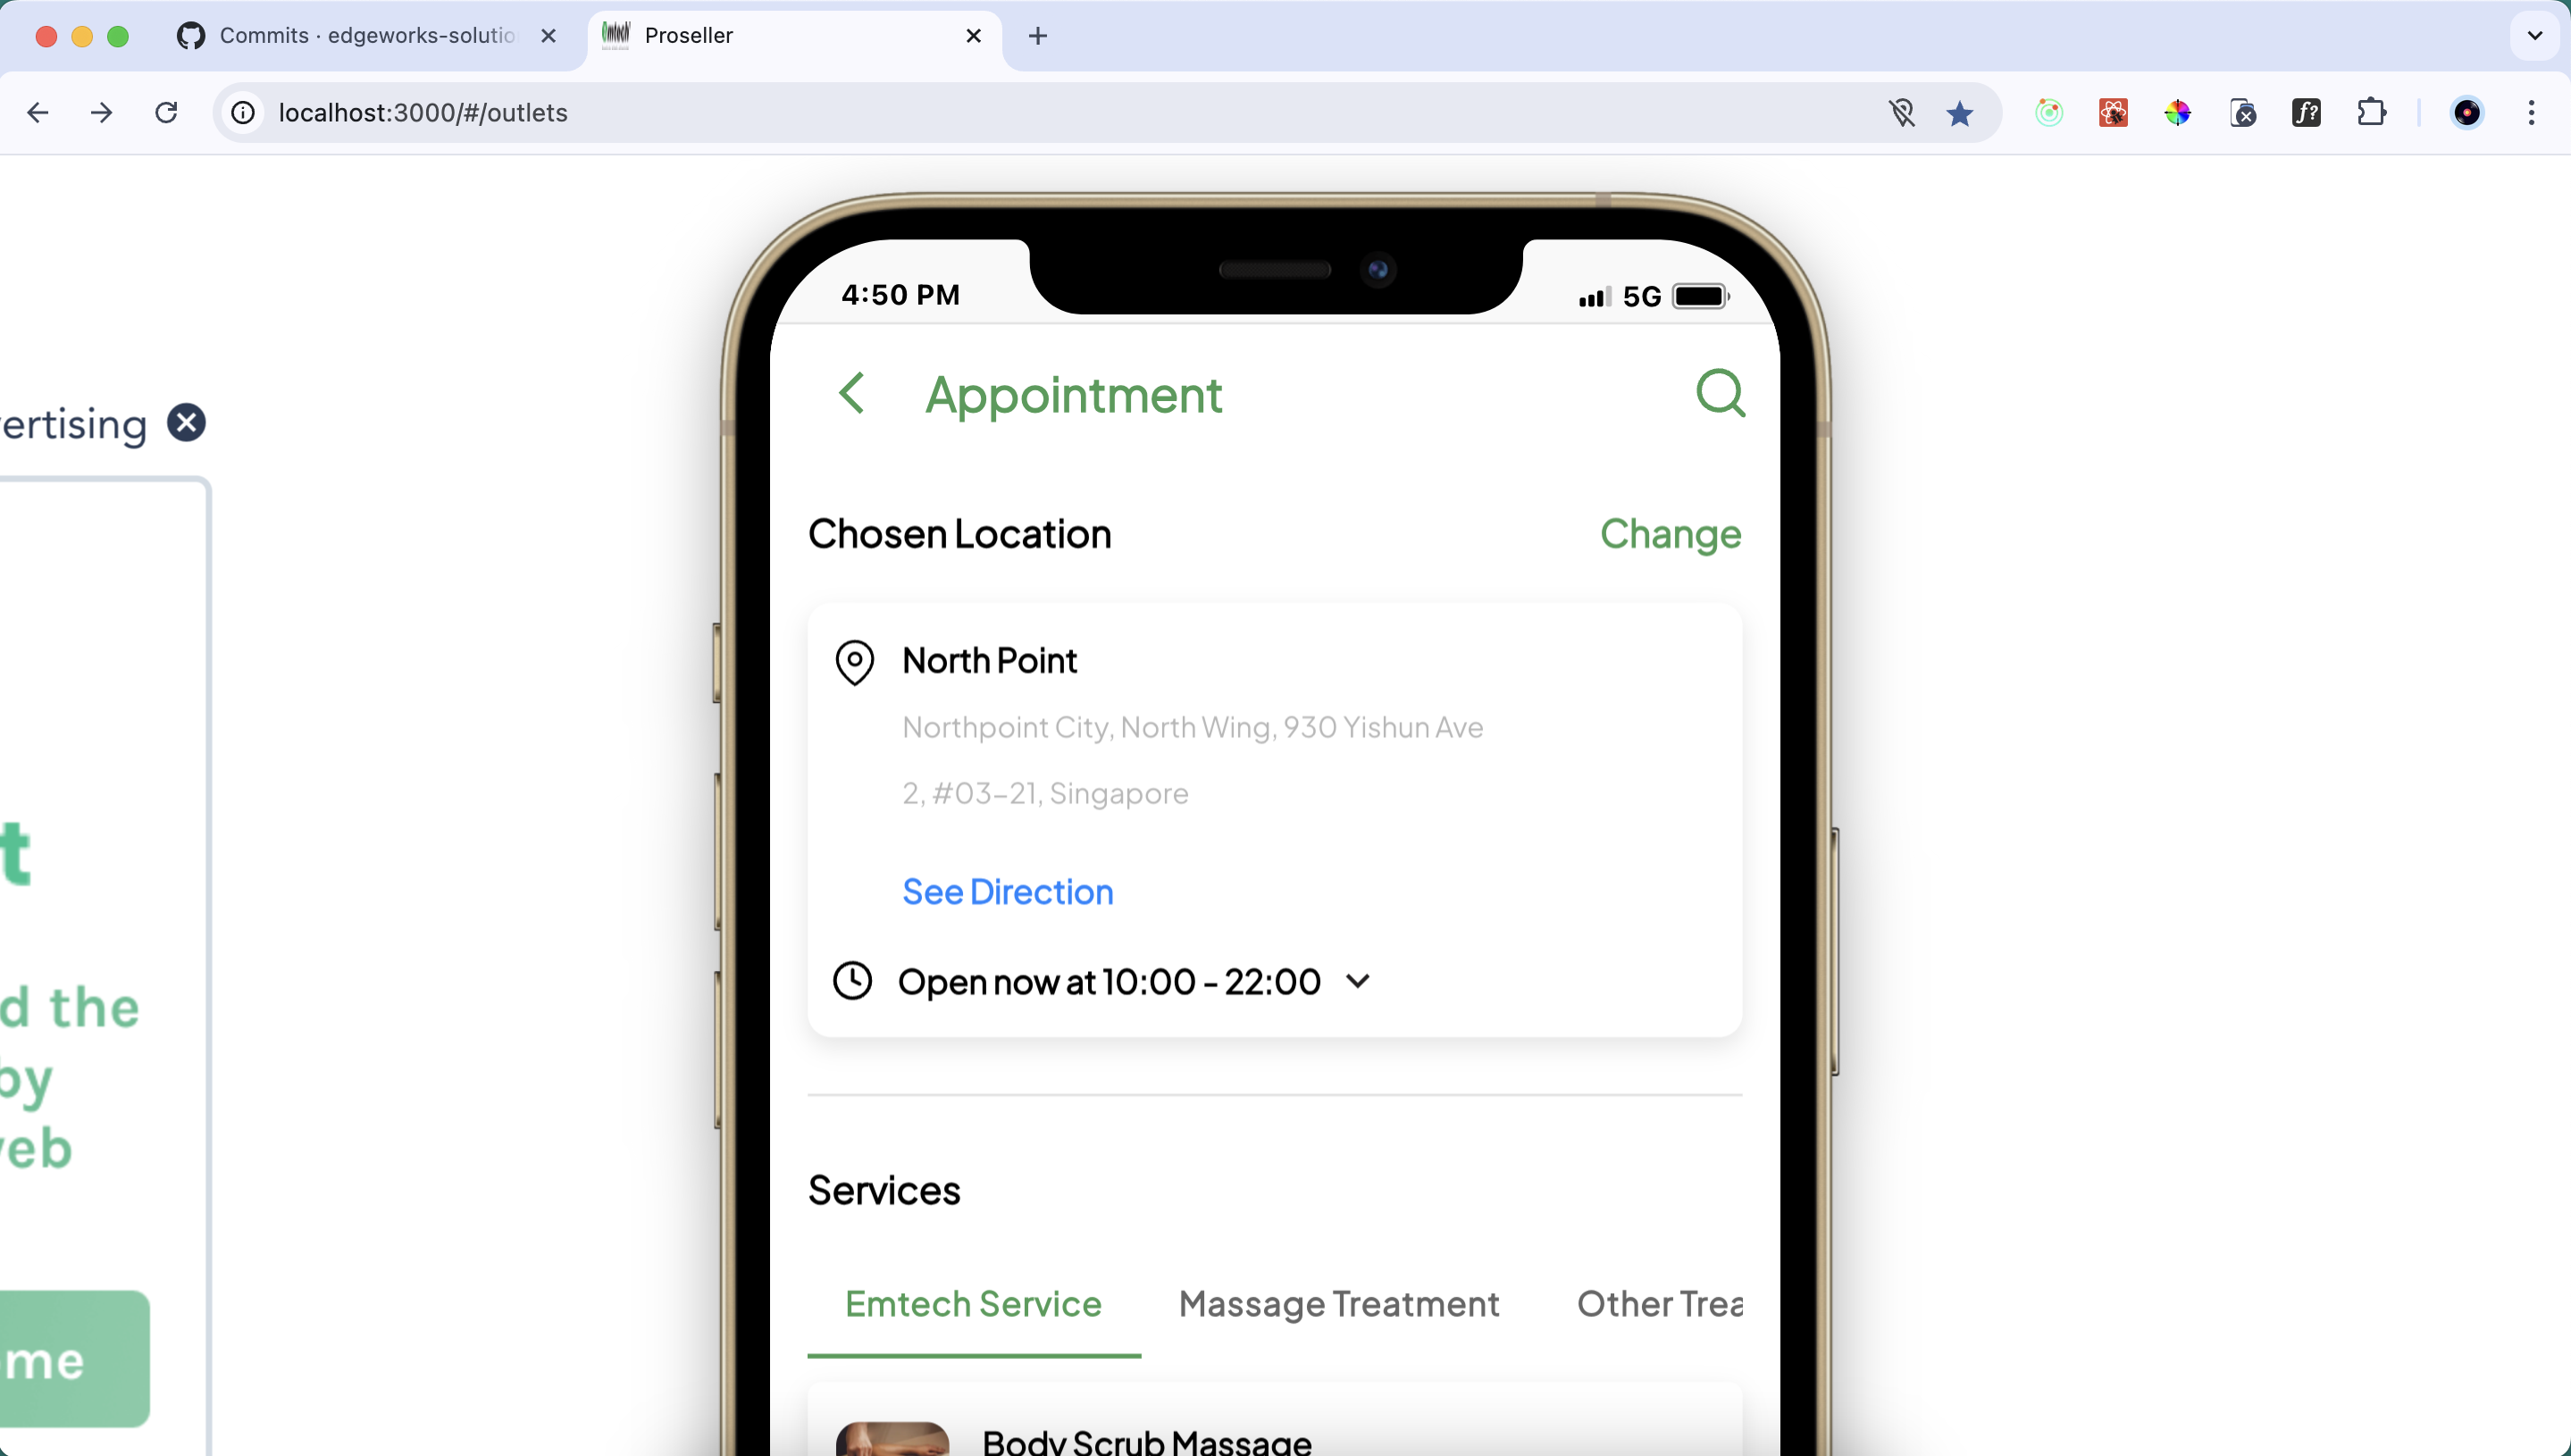 Commits · edgeworks-solutio
Proseller
localhost:3000/#/outlets
4:50 PM
5G
Appointment
ertising
Chosen Location
Change
North Point
Northpoint City, North Wing, 930 Yishun Ave
2, #03-21, Singapore
t
See Direction
d the
Open now at 10:00 - 22:00
by
eb
Services
Emtech Service
Massage Treatment
Other Trea
me
Body Scrub Massage